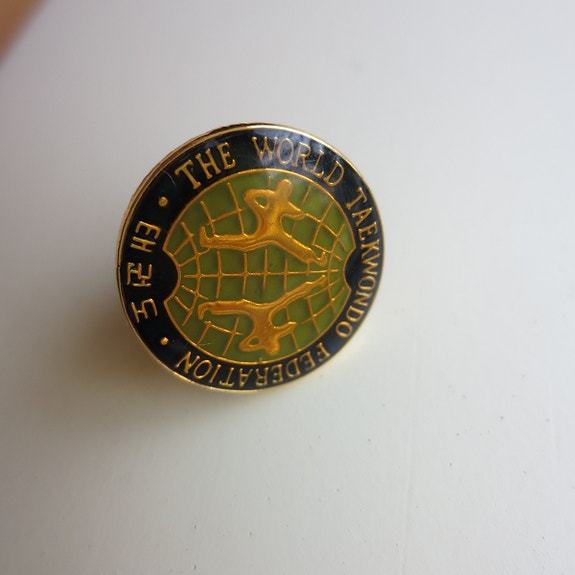 THE WORLD TAEKWONDO FEDERATION
태권도